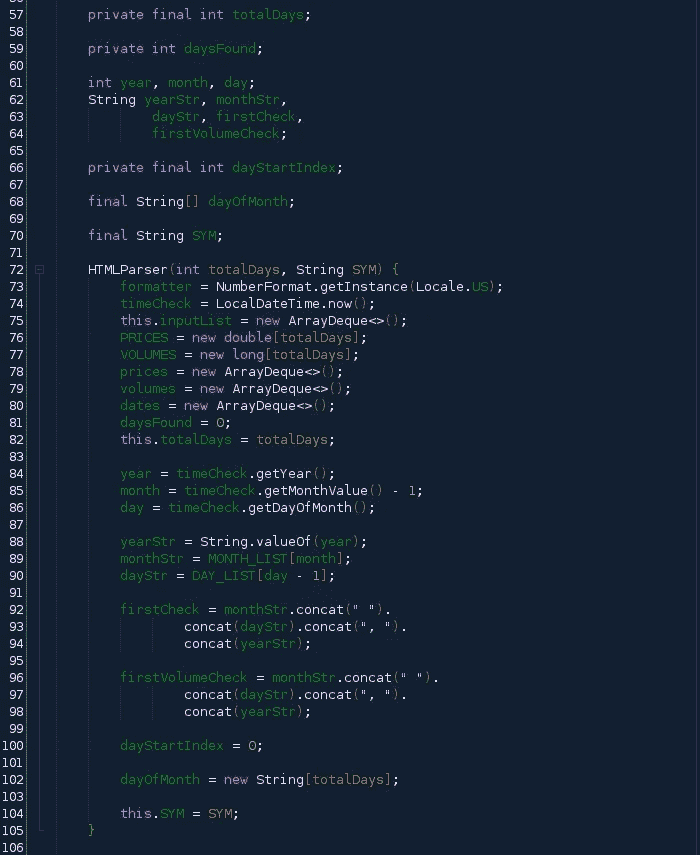 57 private final int totalDays;
58
59 private int daysFound;
60
61 int year, month, day;
62 String yearStr, monthStr,
63 dayStr, firstCheck,
64 firstVolumeCheck;
65
66 private final int dayStartIndex;
67
68 final String[] dayOfMonth;
69
70 final String SYM;
71
72 HTMLParser(int totalDays, String SYM) {
73 formatter = NumberFormat.getInstance(Locale.US);
74 timeCheck = LocalDateTime.now();
75 this.inputList = new ArrayDeque<>();
76 PRICES = new double[totalDays];
77 VOLUMES = new long[totalDays];
78 prices = new ArrayDeque<>();
79 volumes = new ArrayDeque<>();
80 dates = new ArrayDeque<>();
81 daysFound = 0;
82 this.totalDays = totalDays;
83
84 year = timeCheck.getYear();
85 month = timeCheck.getMonthValue() - 1;
86 day = timeCheck.getDayOfMonth();
87
88 yearStr = String.valueOf(year);
89 monthStr = MONTH_LIST[month];
90 dayStr = DAY_LIST[day - 1];
91
92 firstCheck = monthStr.concat(" ").
93 concat(dayStr).concat(", ").
94 concat(yearStr);
95
96 firstVolumeCheck = monthStr.concat(" ").
97 concat(dayStr).concat(", ").
98 concat(yearStr);
99
100 dayStartIndex = 0;
101
102 dayOfMonth = new String[totalDays];
103
104 this.SYM = SYM;
105 }
106